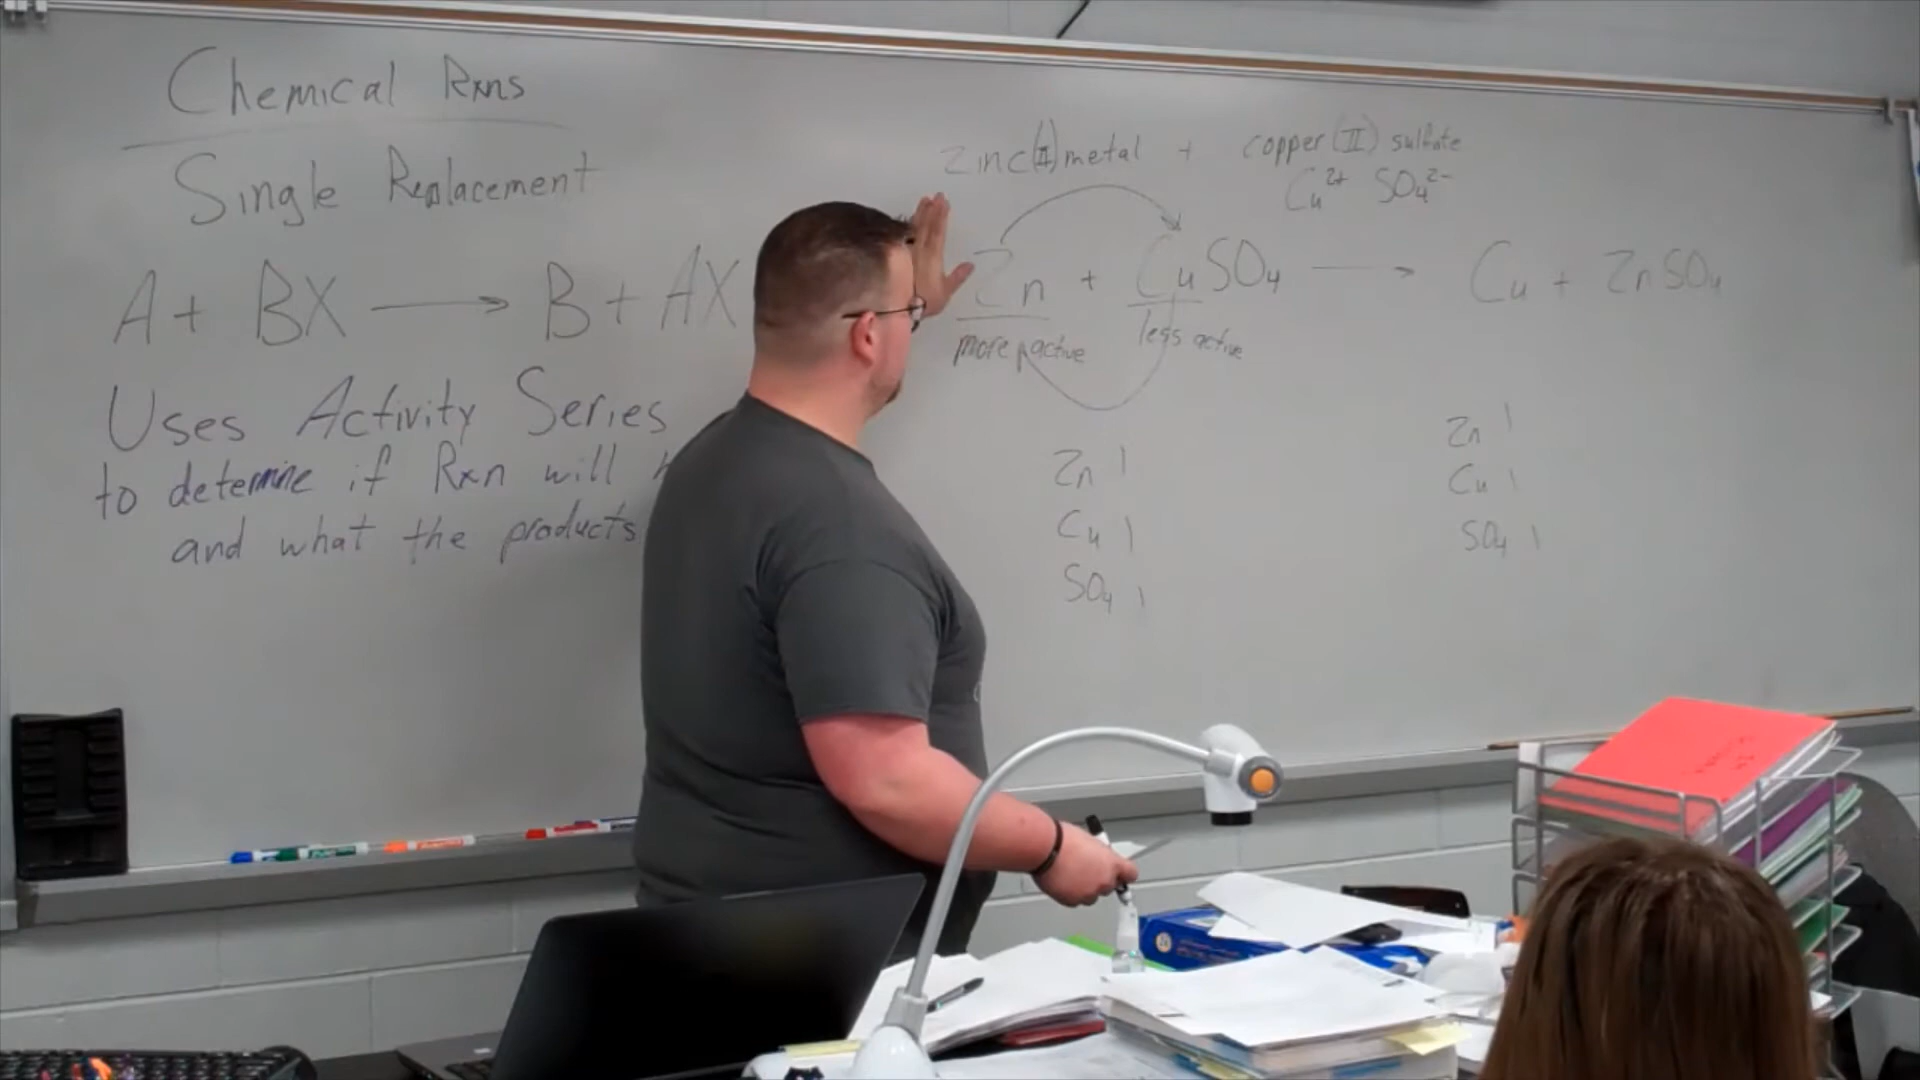 Chemical Rxns
Single Replacement
A + BX → B + AX
Uses Activity Series
to determine if Rxn will
and what the products
Zinc(II) metal + copper(II) sulfate
Cu²⁺ SO₄²⁻
Zn + CuSO₄ → Cu + ZnSO₄
more active less active
Zn 1
Cu 1
SO₄ 1
Zn 1
Cu 1
SO₄ 1